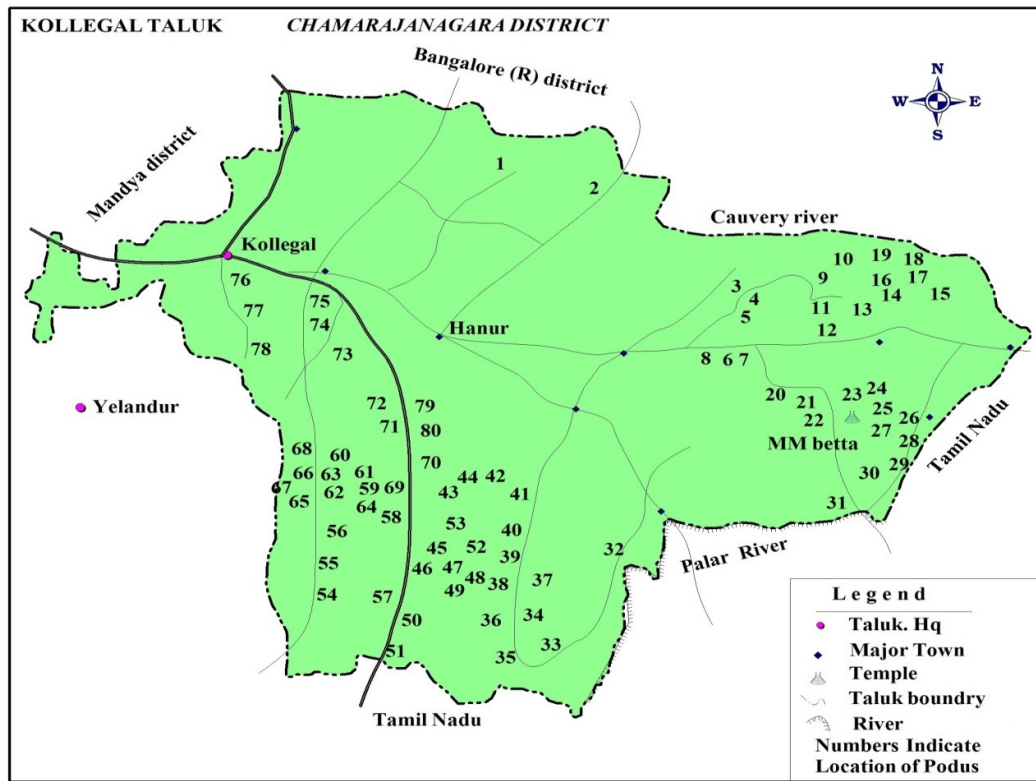 KOLLEGAL TALUK CHAMARAJANAGARA DISTRICT
Bangalore (R) district
N
W E
S
Mandya district
1
2
Cauvery river
Kollegal
10 19 18
76 9 16 17
3 14 15
75 4 11 13
77 5
74 12
Hanur
78 73 8 6 7
Yelandur
72 79 20 21 23 24
71 80 22 25 26
MM betta 27 28
Tamil Nadu
68 60 70
66 63 61 44 42 30 29
67 62 59 69 43 41
65 64 31
58 53 40
56 45 52 39 32
Palar River
55 46 47 48 38 37
54 57 49
50 36 34
51 35 33
Tamil Nadu
Legend
Taluk. Hq
Major Town
Temple
Taluk boundry
River
Numbers Indicate
Location of Podus